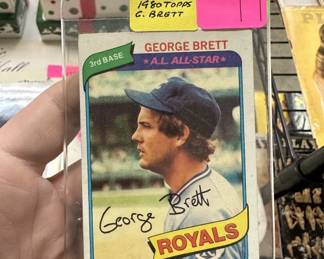 1980 TOPPS
G. BRETT
GEORGE BRETT
3rd BASE
★ A.L. ALL-STAR ★
George Brett
ROYALS